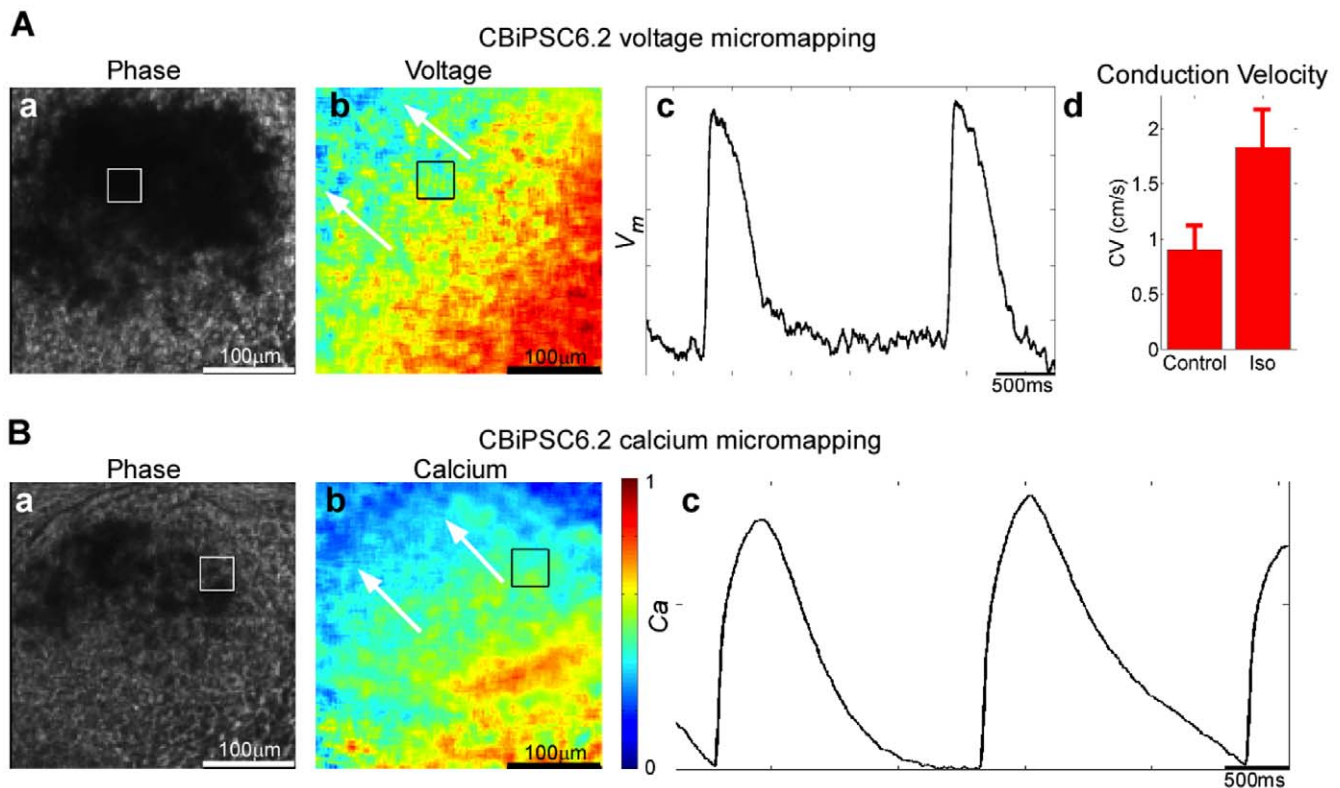 A
CBiPSC6.2 voltage micromapping
Phase
Voltage
Conduction Velocity
a
b
c
d
100μm
100μm
Vm
500ms
CV (cm/s)
2
1.5
1
0.5
0
Control
Iso
B
CBiPSC6.2 calcium micromapping
Phase
Calcium
a
b
c
100μm
100μm
1
0
Ca
500ms